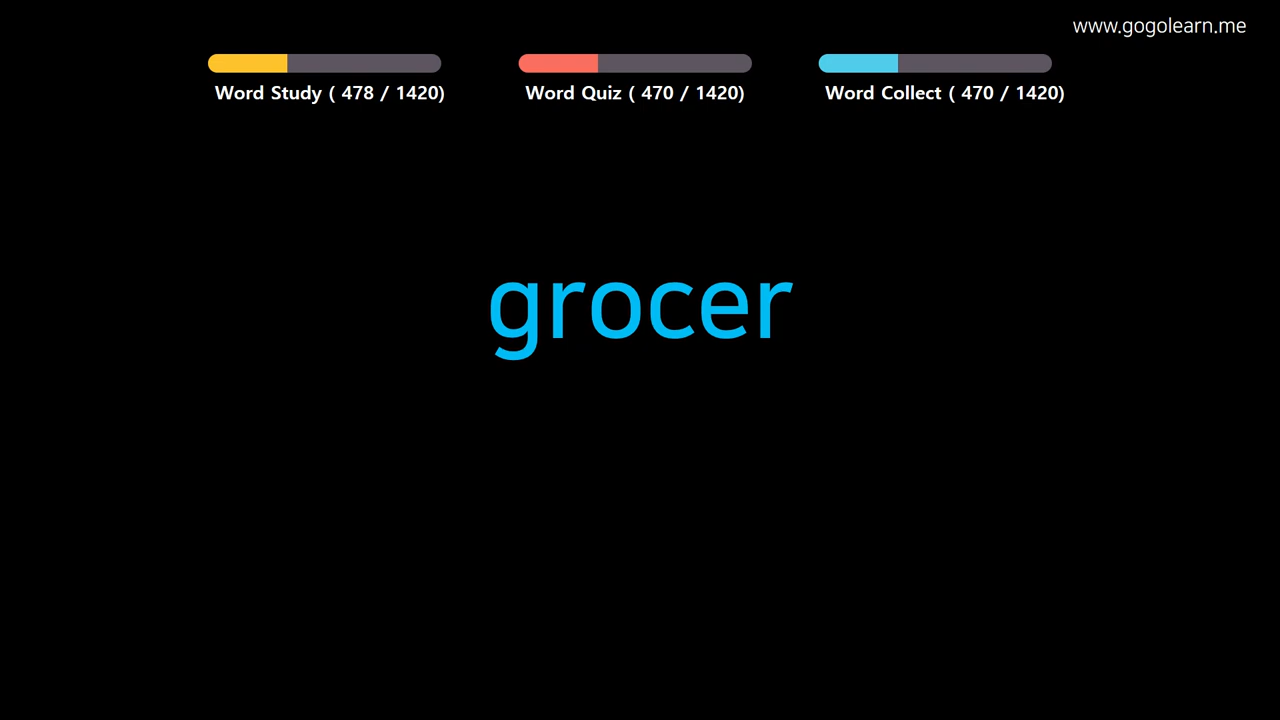 www.gogolearn.me
Word Study ( 478 / 1420)
Word Quiz ( 470 / 1420)
Word Collect ( 470 / 1420)
grocer